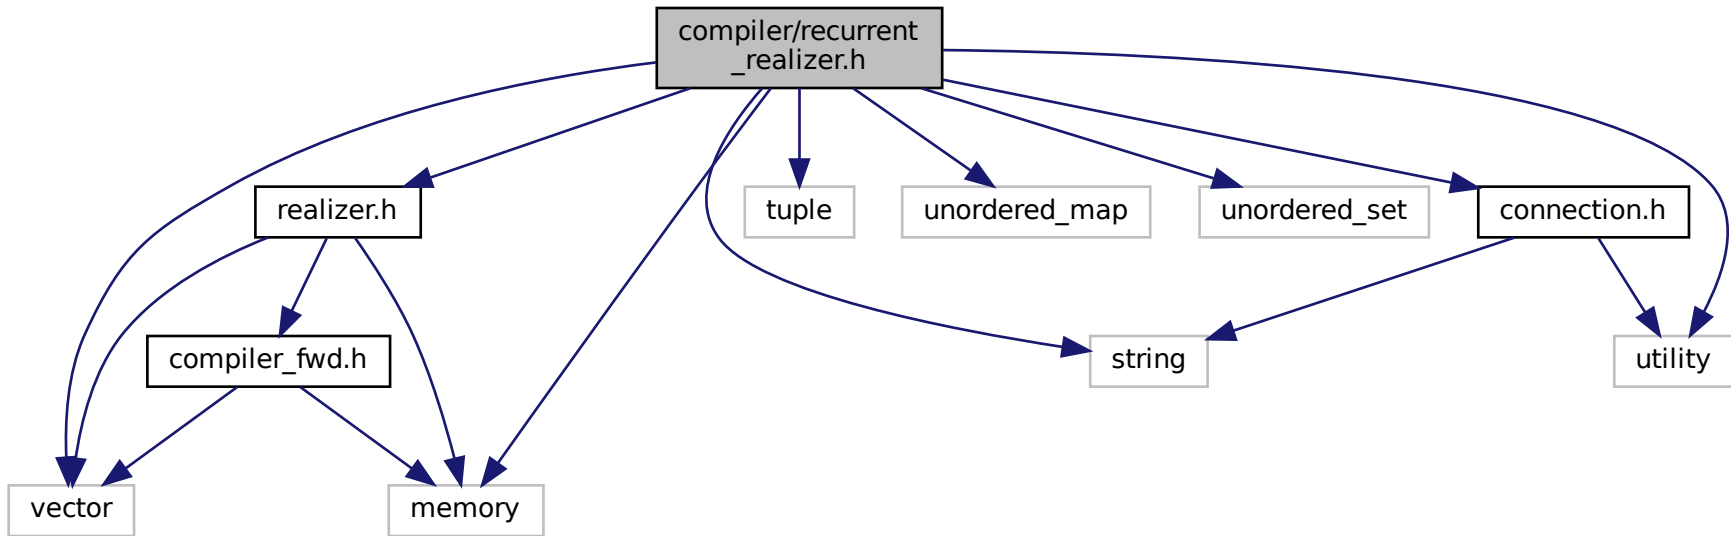 compiler/recurrent
_realizer.h
realizer.h
tuple
unordered_map
unordered_set
connection.h
compiler_fwd.h
string
utility
vector
memory